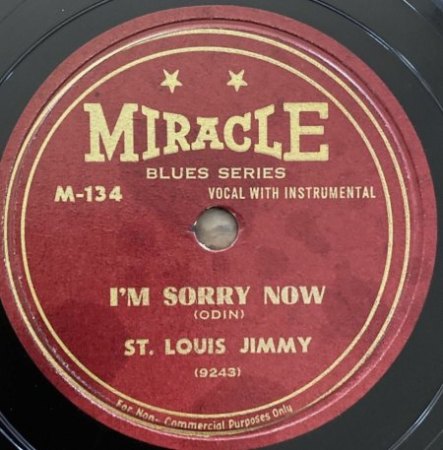 MIRACLE
BLUES SERIES
M-134 VOCAL WITH INSTRUMENTAL
I'M SORRY NOW
(ODIN)
ST. LOUIS JIMMY
(9243)
For Non-Commercial Purposes Only